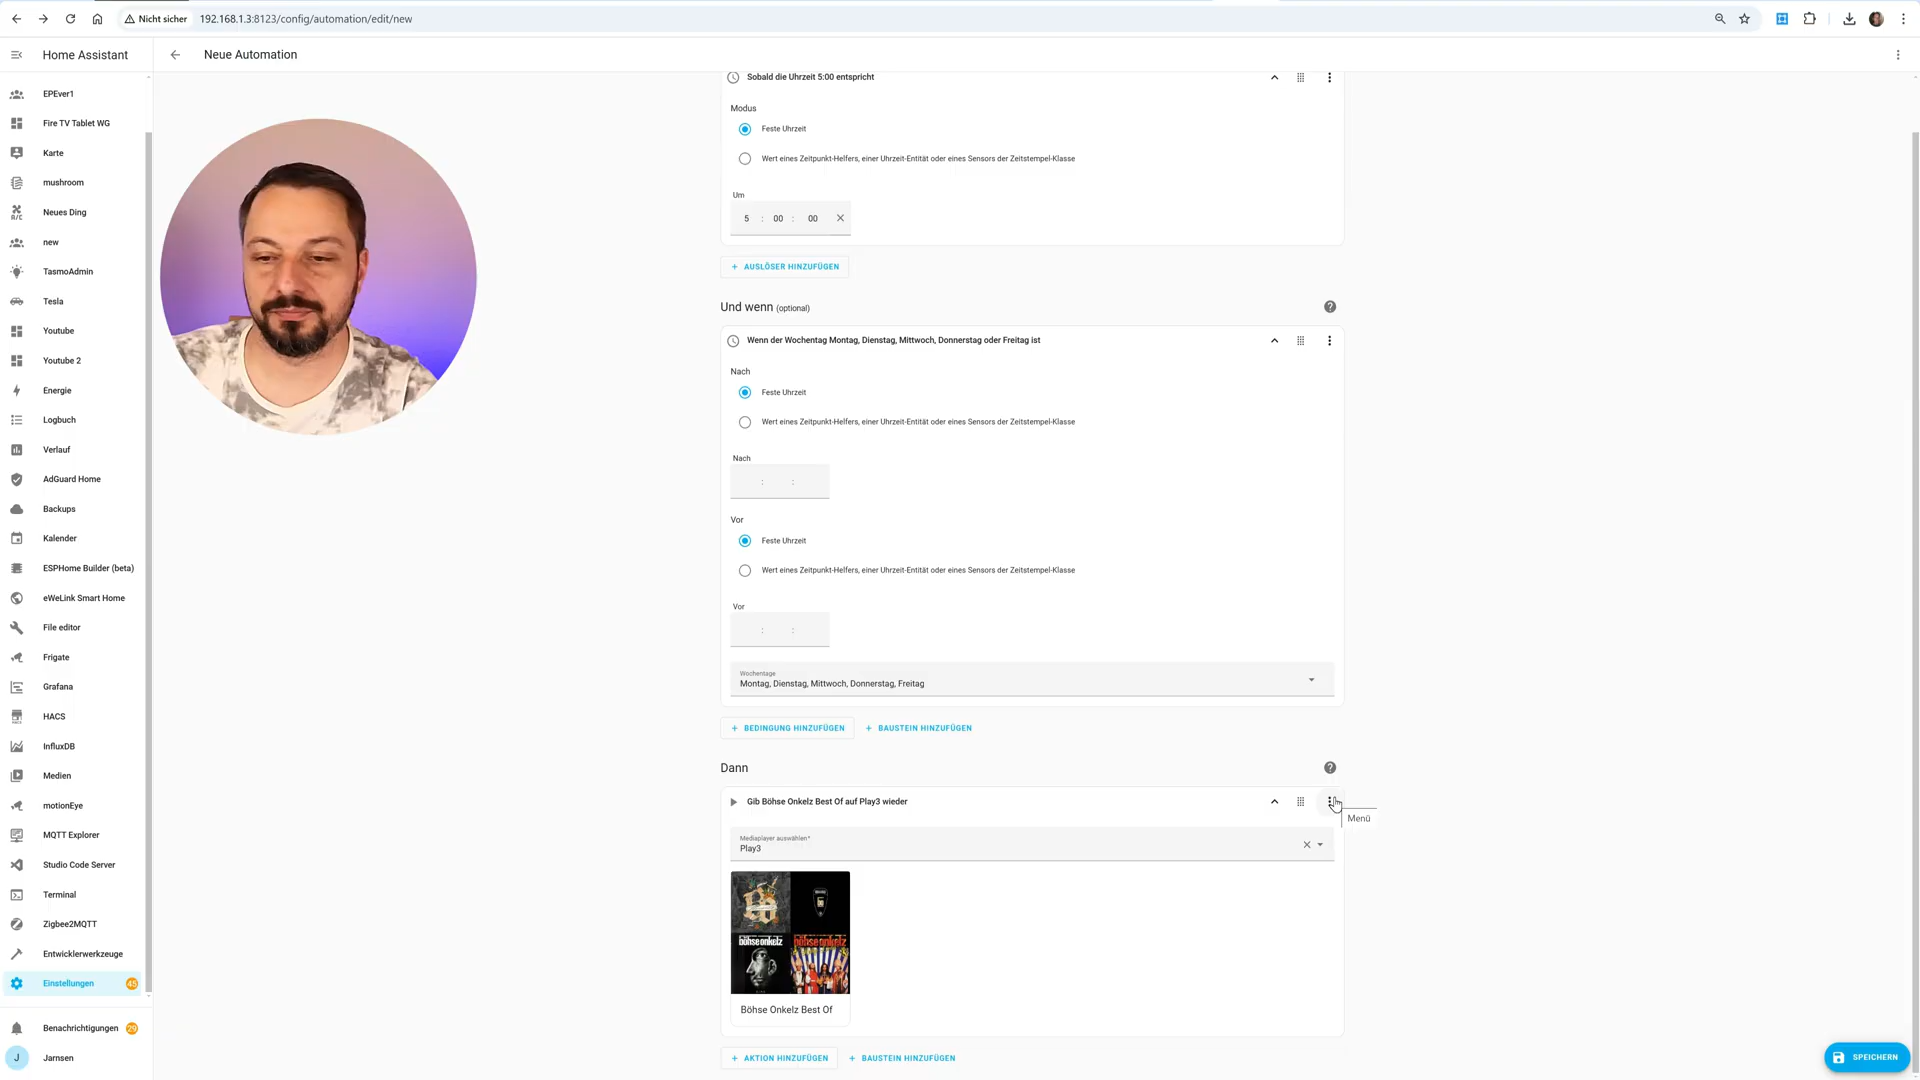 Nicht sicher
192.168.1.3:8123/config/automation/edit/new
Home Assistant
Neue Automation
EPEver1
Fire TV Tablet WG
Karte
mushroom
A/C
Neues Ding
new
TasmoAdmin
Tesla
Youtube
Youtube 2
Energie
Logbuch
Verlauf
AdGuard Home
Backups
Kalender
ESPHome Builder (beta)
eWeLink Smart Home
File editor
Frigate
Grafana
HACS
InfluxDB
Medien
motionEye
MQTT Explorer
Studio Code Server
Terminal
Zigbee2MQTT
Entwicklerwerkzeuge
Einstellungen 45
Benachrichtigungen 29
J Jarnsen
Sobald die Uhrzeit 5:00 entspricht
Modus
Feste Uhrzeit
Wert eines Zeitpunkt-Helfers, einer Uhrzeit-Entität oder eines Sensors der Zeitstempel-Klasse
Um
5 : 00 : 00
+ AUSLÖSER HINZUFÜGEN
Und wenn (optional)
Wenn der Wochentag Montag, Dienstag, Mittwoch, Donnerstag oder Freitag ist
Nach
Feste Uhrzeit
Wert eines Zeitpunkt-Helfers, einer Uhrzeit-Entität oder eines Sensors der Zeitstempel-Klasse
Nach
: :
Vor
Feste Uhrzeit
Wert eines Zeitpunkt-Helfers, einer Uhrzeit-Entität oder eines Sensors der Zeitstempel-Klasse
Vor
: :
Wochentage
Montag, Dienstag, Mittwoch, Donnerstag, Freitag
+ BEDINGUNG HINZUFÜGEN + BAUSTEIN HINZUFÜGEN
Dann
Gib Böhse Onkelz Best Of auf Play3 wieder
Menü
Mediaplayer auswählen*
Play3
böhse onkelz böhse onkelz
Böhse Onkelz Best Of
+ AKTION HINZUFÜGEN + BAUSTEIN HINZUFÜGEN
SPEICHERN